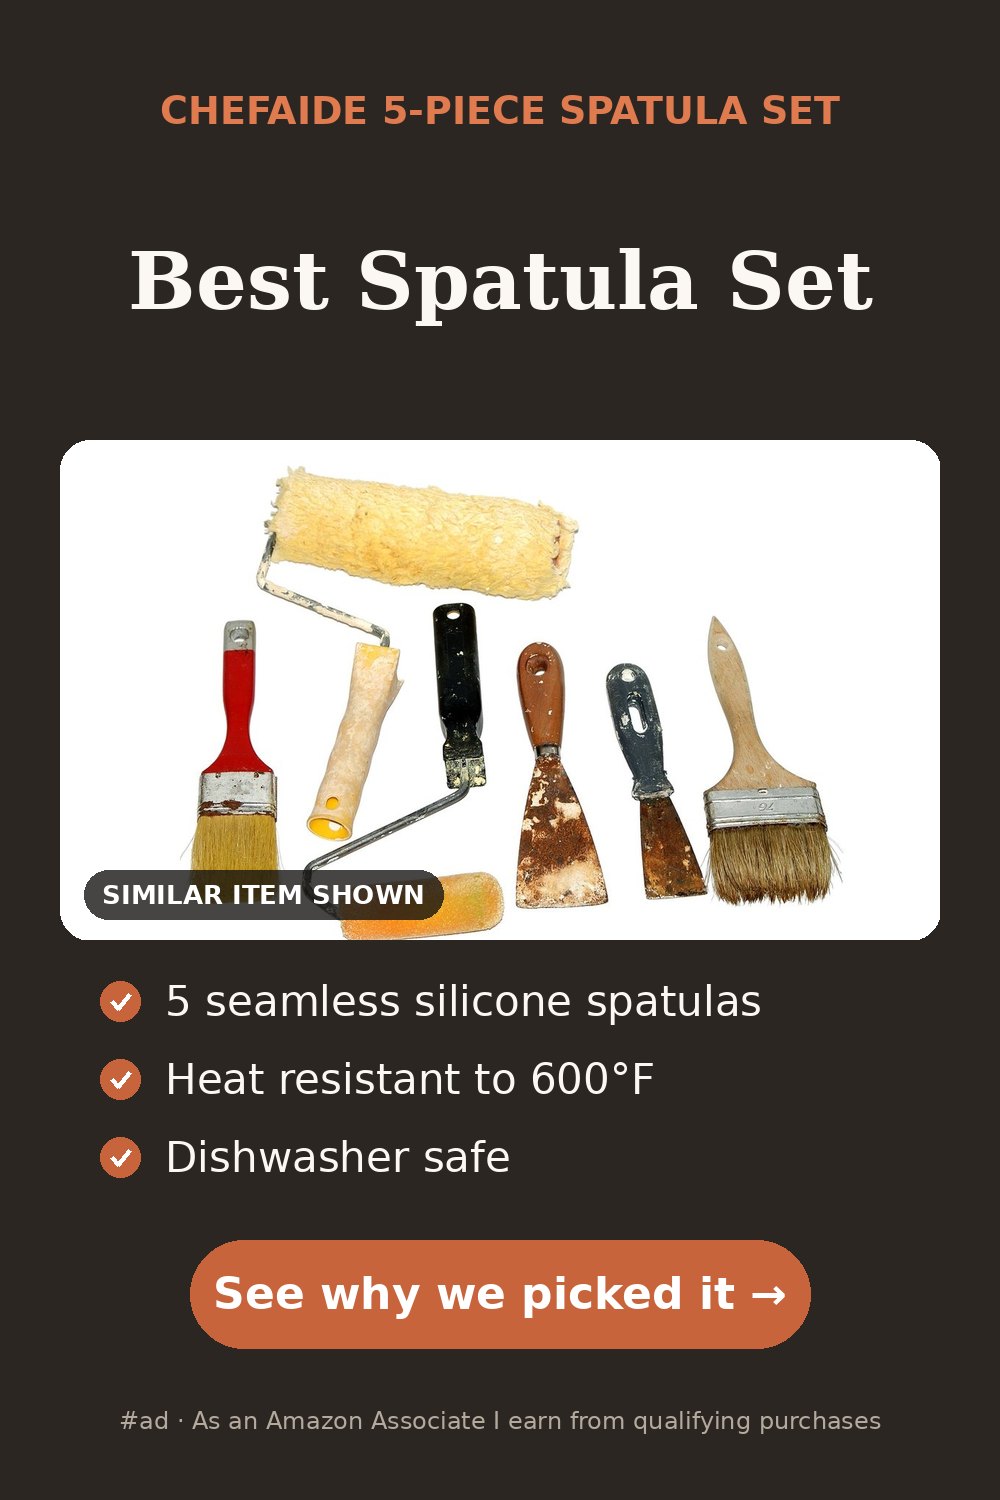 CHEFAIDE 5-PIECE SPATULA SET
Best Spatula Set
SIMILAR ITEM SHOWN
5 seamless silicone spatulas
Heat resistant to 600°F
Dishwasher safe
See why we picked it →
#ad · As an Amazon Associate I earn from qualifying purchases